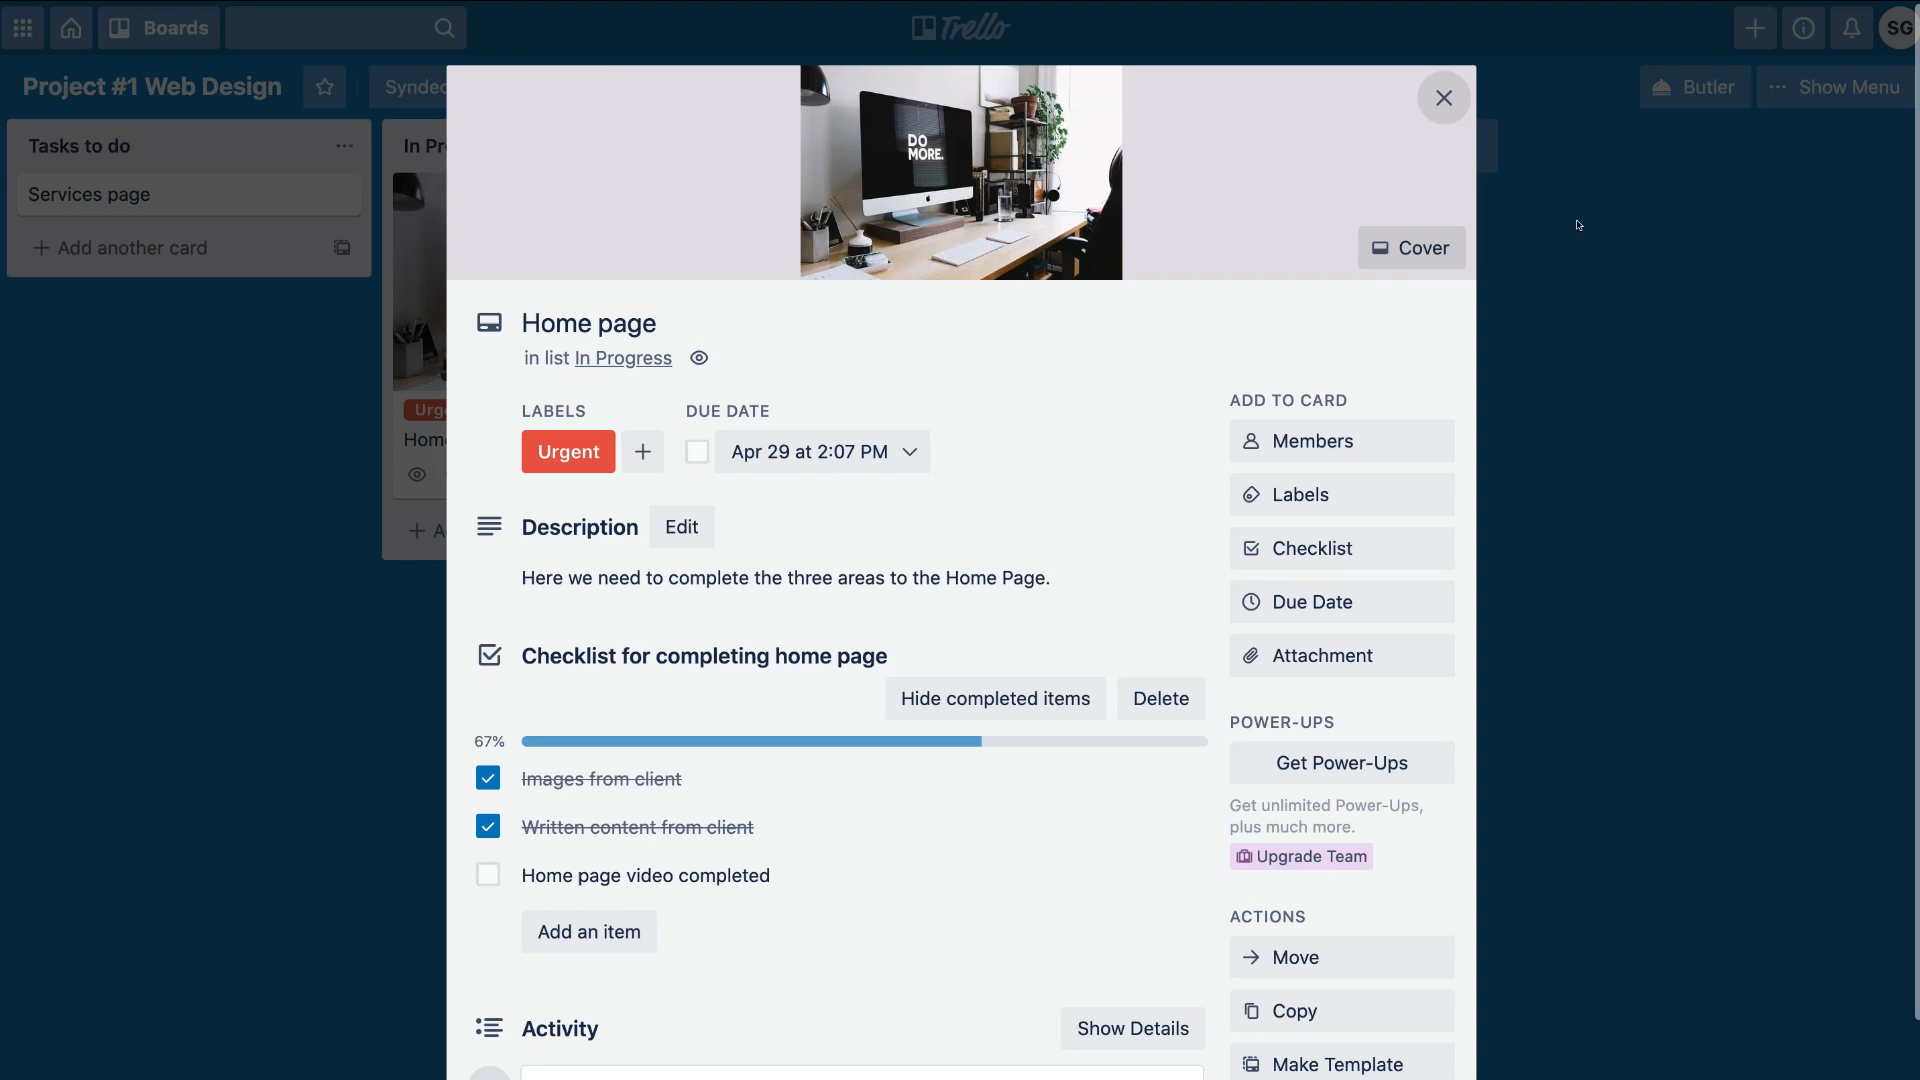 Boards
Trello
SG
Project #1 Web Design
Butler
Show Menu
Tasks to do
Services page
Add another card
DO
MORE.
Cover
Home page
in list In Progress
LABELS
DUE DATE
Urgent
Apr 29 at 2:07 PM
Description
Edit
Here we need to complete the three areas to the Home Page.
Checklist for completing home page
Hide completed items
Delete
67%
Images from client
Written content from client
Home page video completed
Add an item
Activity
Show Details
ADD TO CARD
Members
Labels
Checklist
Due Date
Attachment
POWER-UPS
Get Power-Ups
Get unlimited Power-Ups,
plus much more.
Upgrade Team
ACTIONS
Move
Copy
Make Template